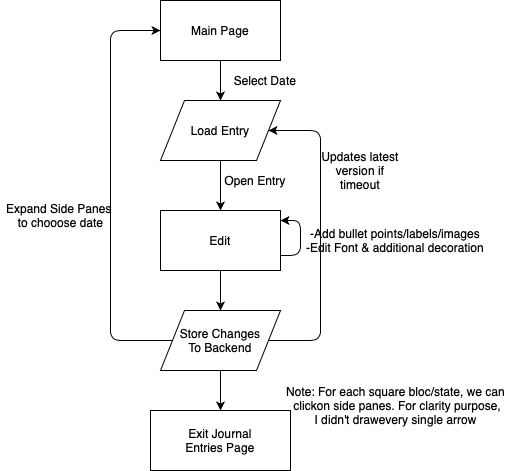 Main Page
Select Date
Load Entry
Updates latest
version if
timeout
Open Entry
Expand Side Panes
to chooose date
Edit
-Add bullet points/labels/images
-Edit Font & additional decoration
Store Changes
To Backend
Note: For each square bloc/state, we can
clickon side panes. For clarity purpose,
I didn't drawevery single arrow
Exit Journal
Entries Page